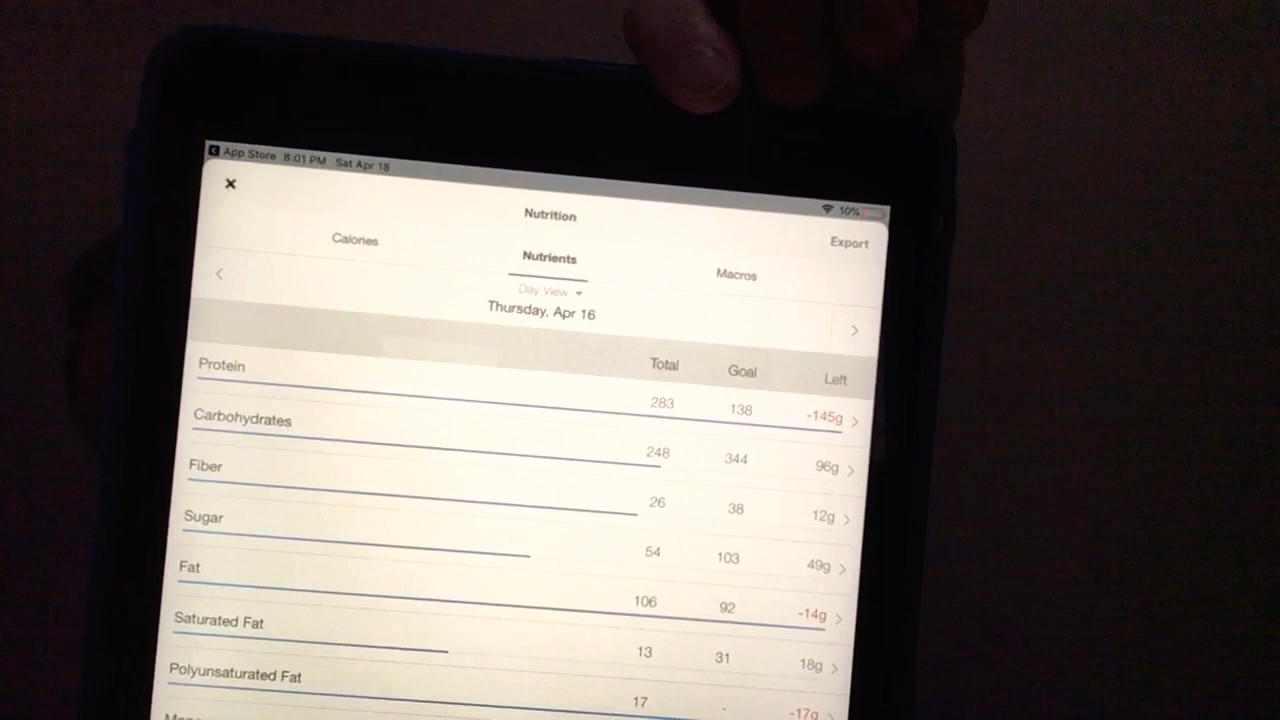 App Store 8:01 PM Sat Apr 18 10%
Nutrition
Export
Calories Nutrients Macros
Day View
Thursday, Apr 16
Total Goal Left
Protein 283 138 -145g
Carbohydrates 248 344 96g
Fiber 26 38 12g
Sugar 54 103 49g
Fat 106 92 -14g
Saturated Fat 13 31 18g
Polyunsaturated Fat 17 - -17g